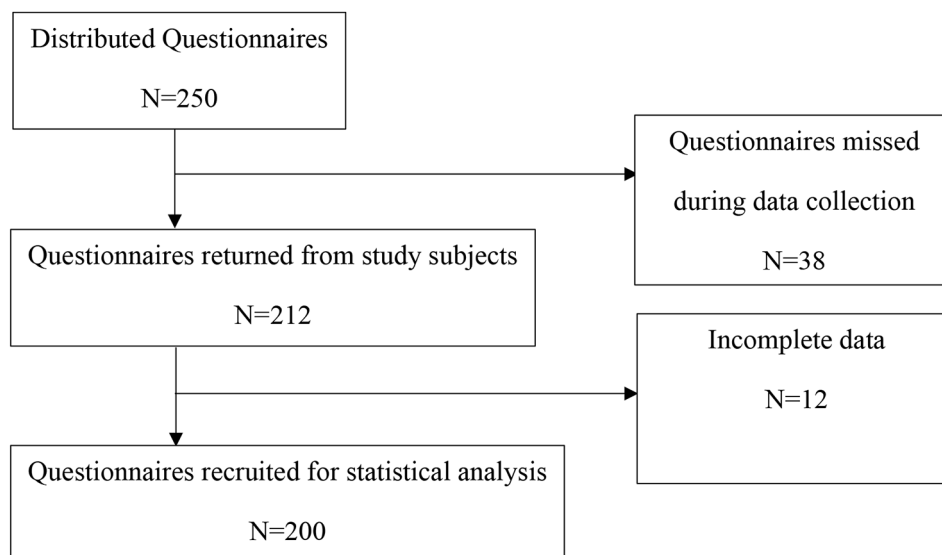 Distributed Questionnaires
N=250
Questionnaires missed
during data collection
N=38
Questionnaires returned from study subjects
N=212
Incomplete data
N=12
Questionnaires recruited for statistical analysis
N=200